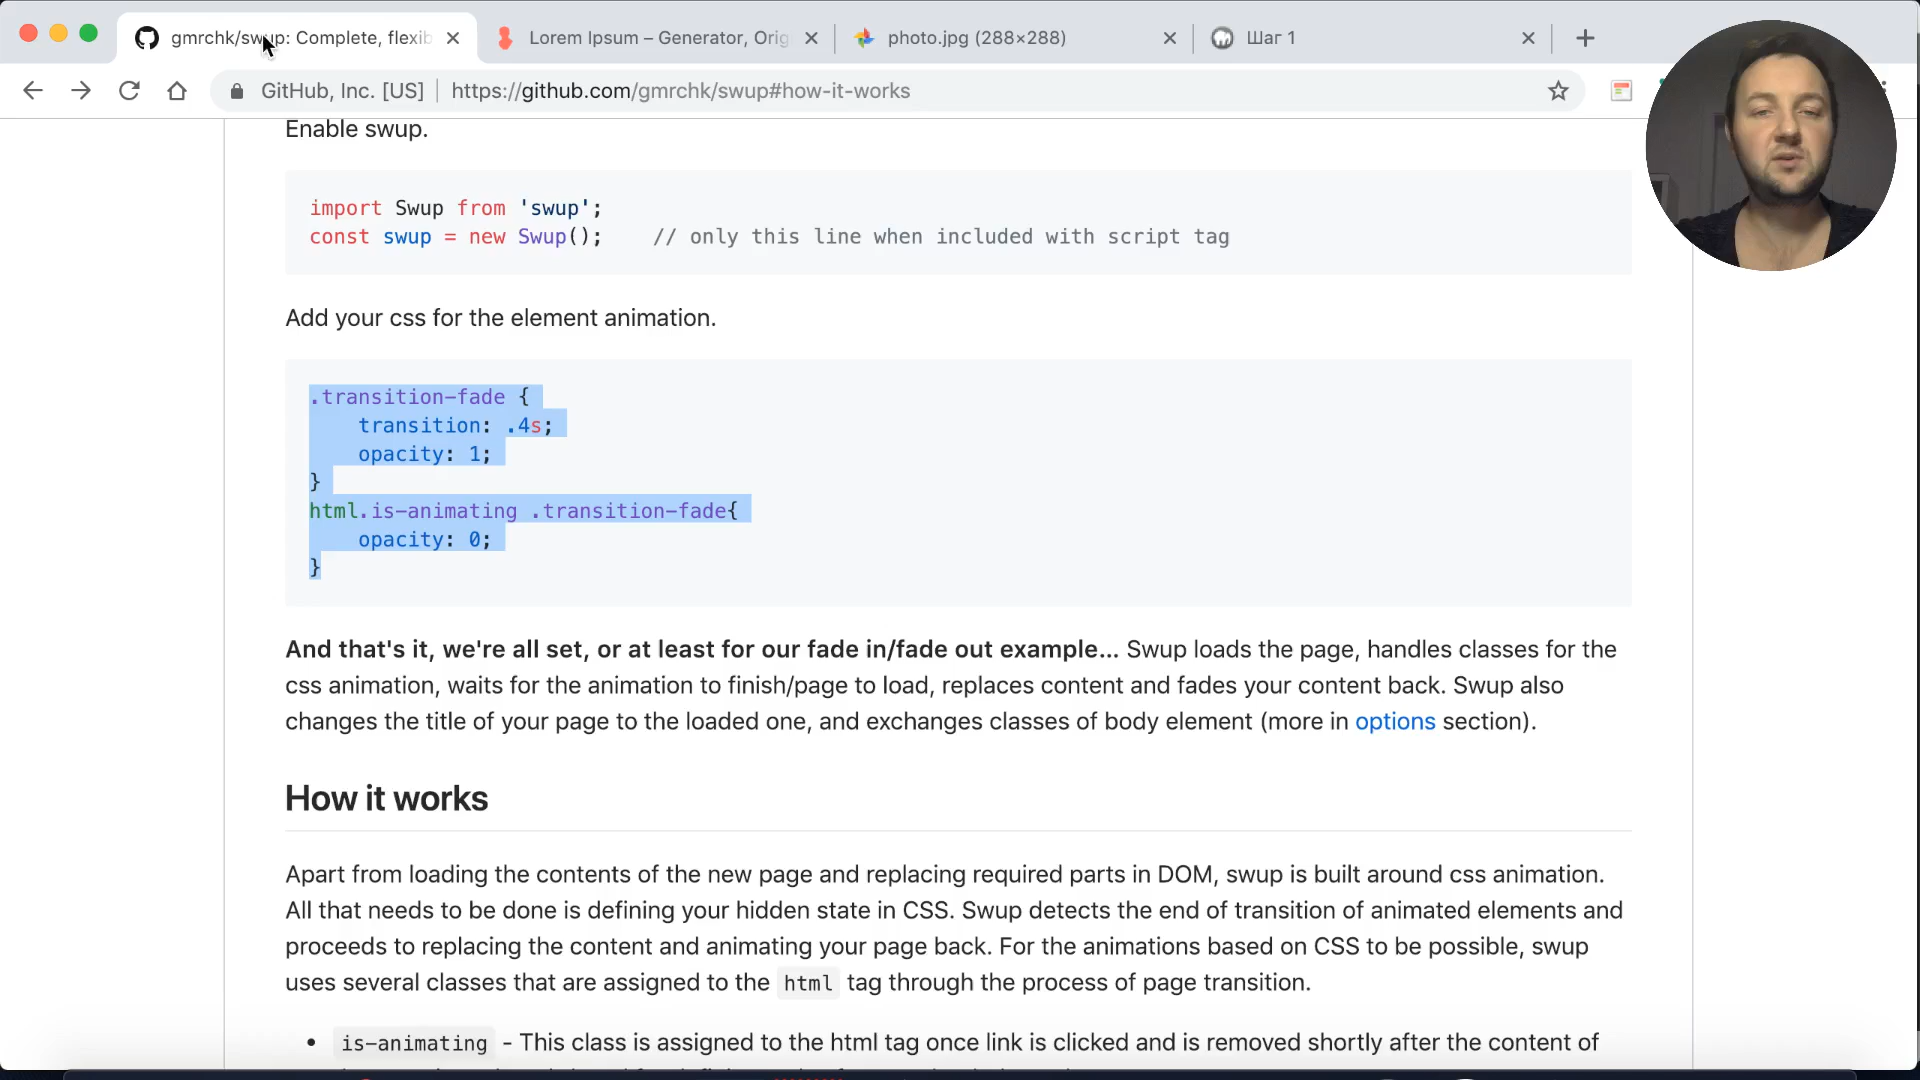 gmrchk/swup: Complete, flexib
Lorem Ipsum – Generator, Orig
photo.jpg (288×288)
Шаг 1
GitHub, Inc. [US] https://github.com/gmrchk/swup#how-it-works
Enable swup.
import Swup from 'swup';
const swup = new Swup(); // only this line when included with script tag
Add your css for the element animation.
.transition-fade {
transition: .4s;
opacity: 1;
}
html.is-animating .transition-fade{
opacity: 0;
}
And that's it, we're all set, or at least for our fade in/fade out example... Swup loads the page, handles classes for the
css animation, waits for the animation to finish/page to load, replaces content and fades your content back. Swup also
changes the title of your page to the loaded one, and exchanges classes of body element (more in options section).
How it works
Apart from loading the contents of the new page and replacing required parts in DOM, swup is built around css animation.
All that needs to be done is defining your hidden state in CSS. Swup detects the end of transition of animated elements and
proceeds to replacing the content and animating your page back. For the animations based on CSS to be possible, swup
uses several classes that are assigned to the html tag through the process of page transition.
• is-animating - This class is assigned to the html tag once link is clicked and is removed shortly after the content of